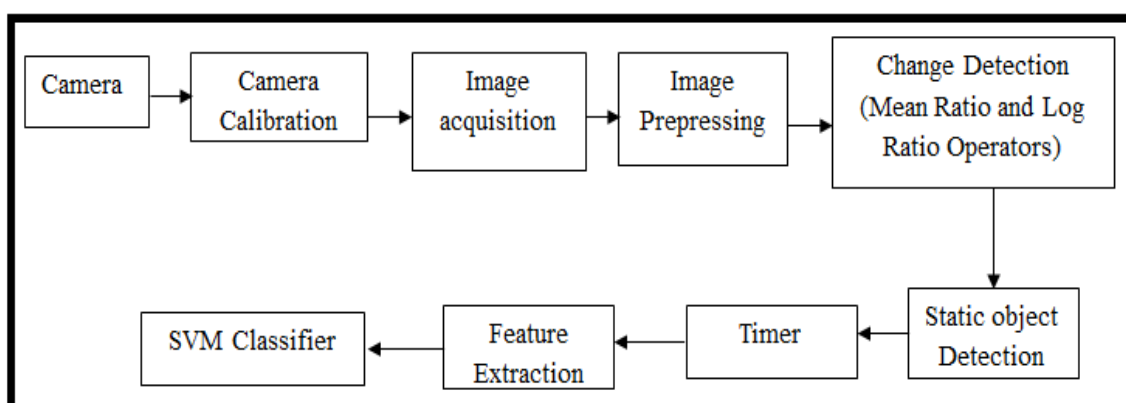 Camera
Camera
Calibration
Image
acquisition
Image
Prepressing
Change Detection
(Mean Ratio and Log
Ratio Operators)
Static object
Detection
Timer
Feature
Extraction
SVM Classifier